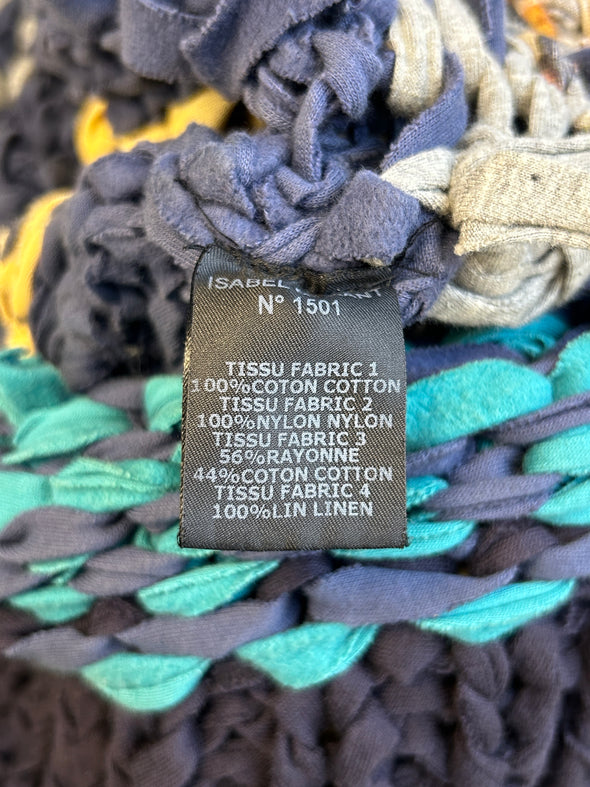 ISABEL
N° 1501
TISSU FABRIC 1
100%COTON COTTON
TISSU FABRIC 2
100%NYLON NYLON
TISSU FABRIC 3
56%RAYONNE
44%COTON COTTON
TISSU FABRIC 4
100%LIN LINEN